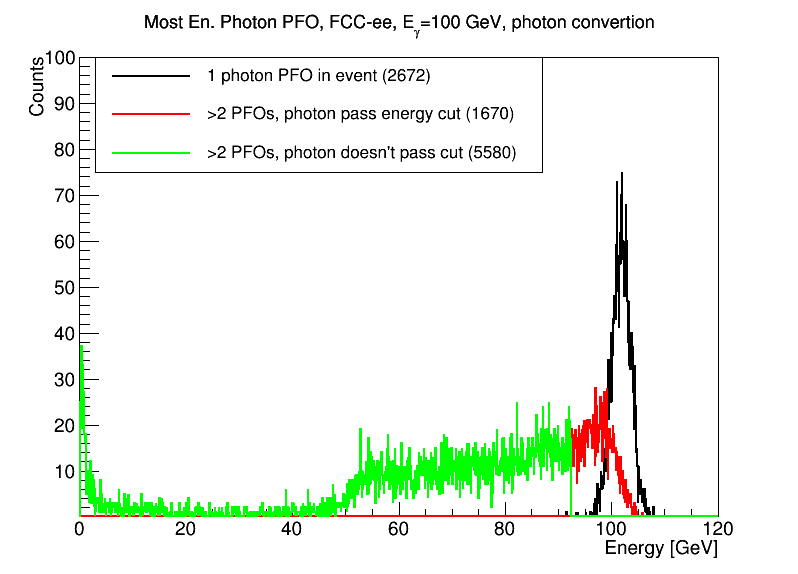 Most En. Photon PFO, FCC-ee, Eγ=100 GeV, photon convertion
Counts
1 photon PFO in event (2672)
>2 PFOs, photon pass energy cut (1670)
>2 PFOs, photon doesn't pass cut (5580)
100
90
80
70
60
50
40
30
20
10
0 20 40 60 80 100 120
Energy [GeV]